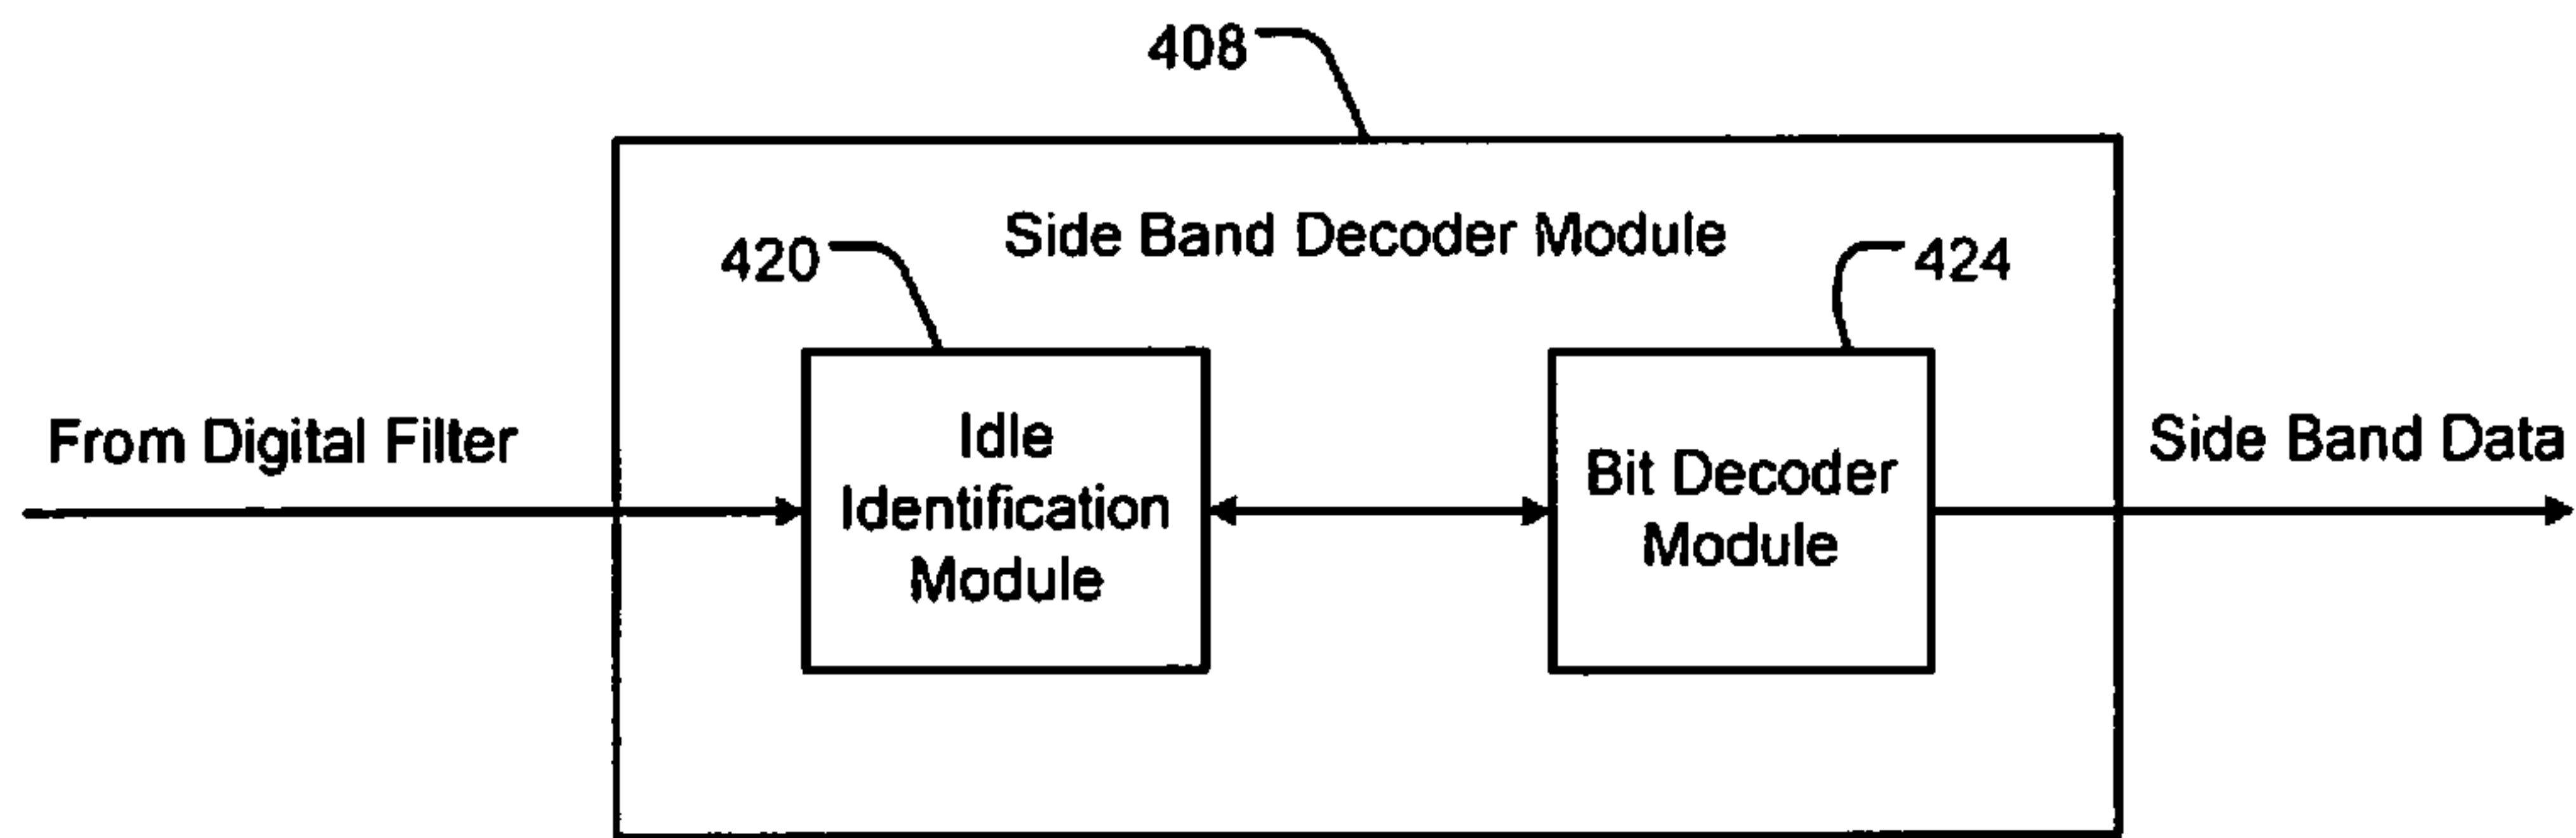 408
Side Band Decoder Module
420
424
From Digital Filter
Idle
Identification
Module
Bit Decoder
Module
Side Band Data